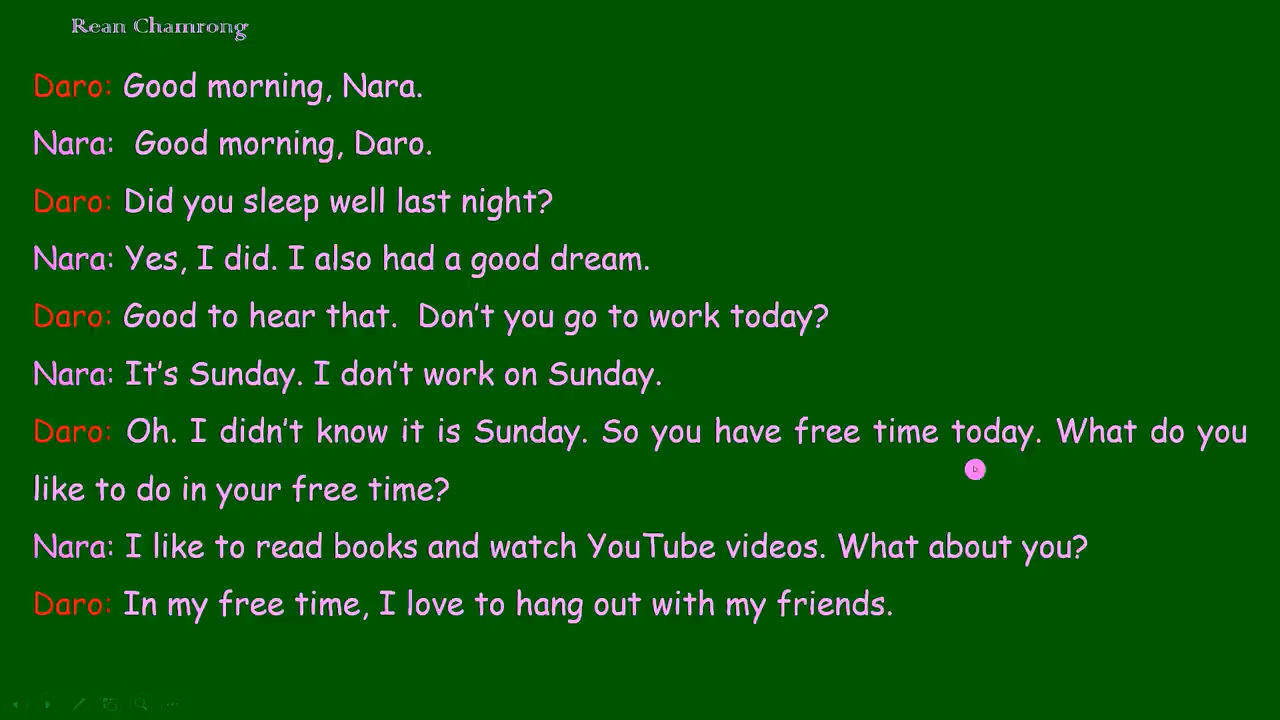 Rean Chamrong
Daro: Good morning, Nara.
Nara: Good morning, Daro.
Daro: Did you sleep well last night?
Nara: Yes, I did. I also had a good dream.
Daro: Good to hear that. Don't you go to work today?
Nara: It's Sunday. I don't work on Sunday.
Daro: Oh. I didn't know it is Sunday. So you have free time today. What do you
like to do in your free time?
Nara: I like to read books and watch YouTube videos. What about you?
Daro: In my free time, I love to hang out with my friends.